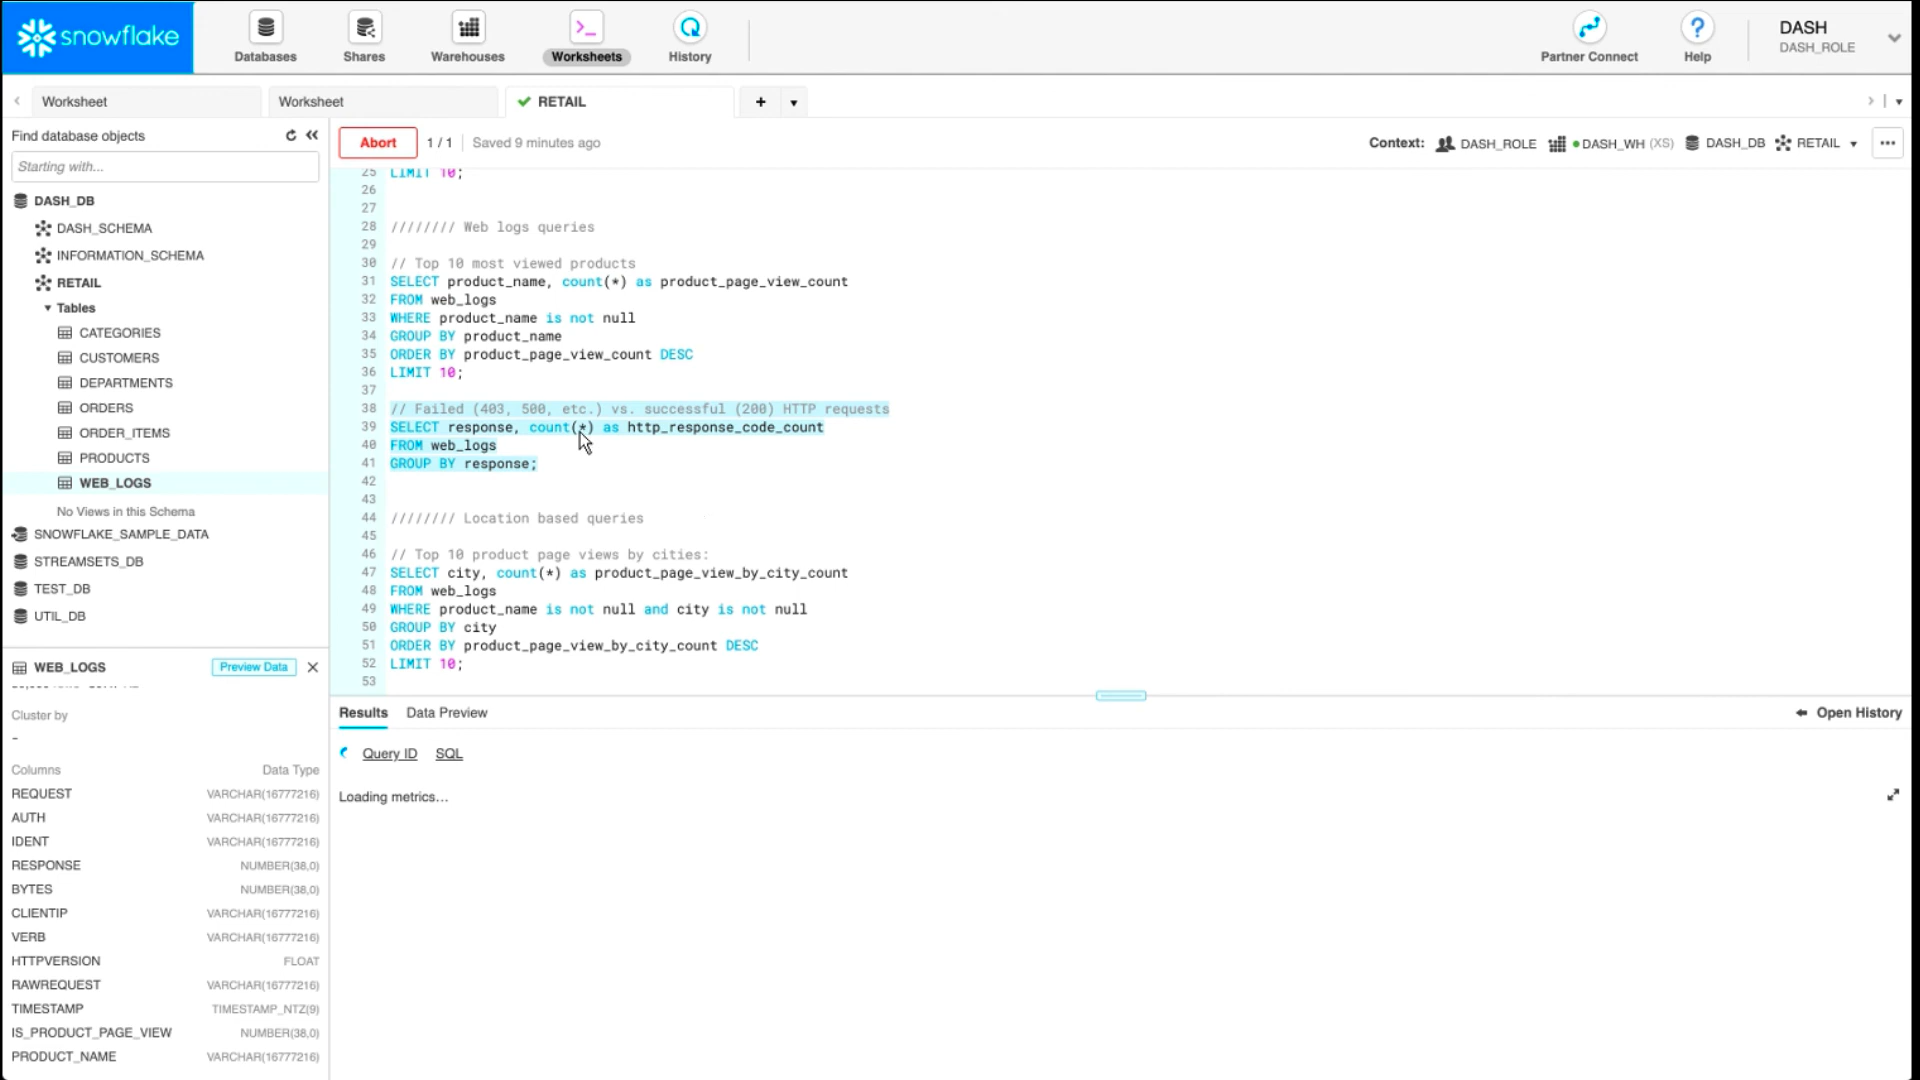 snowflake
Databases
Shares
Warehouses
Worksheets
History
Partner Connect
Help
DASH
DASH_ROLE
Worksheet
Worksheet
RETAIL
Find database objects
Starting with...
DASH_DB
DASH_SCHEMA
INFORMATION_SCHEMA
RETAIL
Tables
CATEGORIES
CUSTOMERS
DEPARTMENTS
ORDERS
ORDER_ITEMS
PRODUCTS
WEB_LOGS
No Views in this Schema
SNOWFLAKE_SAMPLE_DATA
STREAMSETS_DB
TEST_DB
UTIL_DB
WEB_LOGS Preview Data
Cluster by
-
Columns Data Type
REQUEST VARCHAR(16777216)
AUTH VARCHAR(16777216)
IDENT VARCHAR(16777216)
RESPONSE NUMBER(38,0)
BYTES NUMBER(38,0)
CLIENTIP VARCHAR(16777216)
VERB VARCHAR(16777216)
HTTPVERSION FLOAT
RAWREQUEST VARCHAR(16777216)
TIMESTAMP TIMESTAMP_NTZ(9)
IS_PRODUCT_PAGE_VIEW NUMBER(38,0)
PRODUCT_NAME VARCHAR(16777216)
Abort 1 / 1 Saved 9 minutes ago
Context: DASH_ROLE DASH_WH (XS) DASH_DB RETAIL
25 LIMIT 10;
26
27
28 //////// Web logs queries
29
30 // Top 10 most viewed products
31 SELECT product_name, count(*) as product_page_view_count
32 FROM web_logs
33 WHERE product_name is not null
34 GROUP BY product_name
35 ORDER BY product_page_view_count DESC
36 LIMIT 10;
37
38 // Failed (403, 500, etc.) vs. successful (200) HTTP requests
39 SELECT response, count(*) as http_response_code_count
40 FROM web_logs
41 GROUP BY response;
42
43
44 //////// Location based queries
45
46 // Top 10 product page views by cities:
47 SELECT city, count(*) as product_page_view_by_city_count
48 FROM web_logs
49 WHERE product_name is not null and city is not null
50 GROUP BY city
51 ORDER BY product_page_view_by_city_count DESC
52 LIMIT 10;
53
Results Data Preview
Open History
Query ID SQL
Loading metrics...